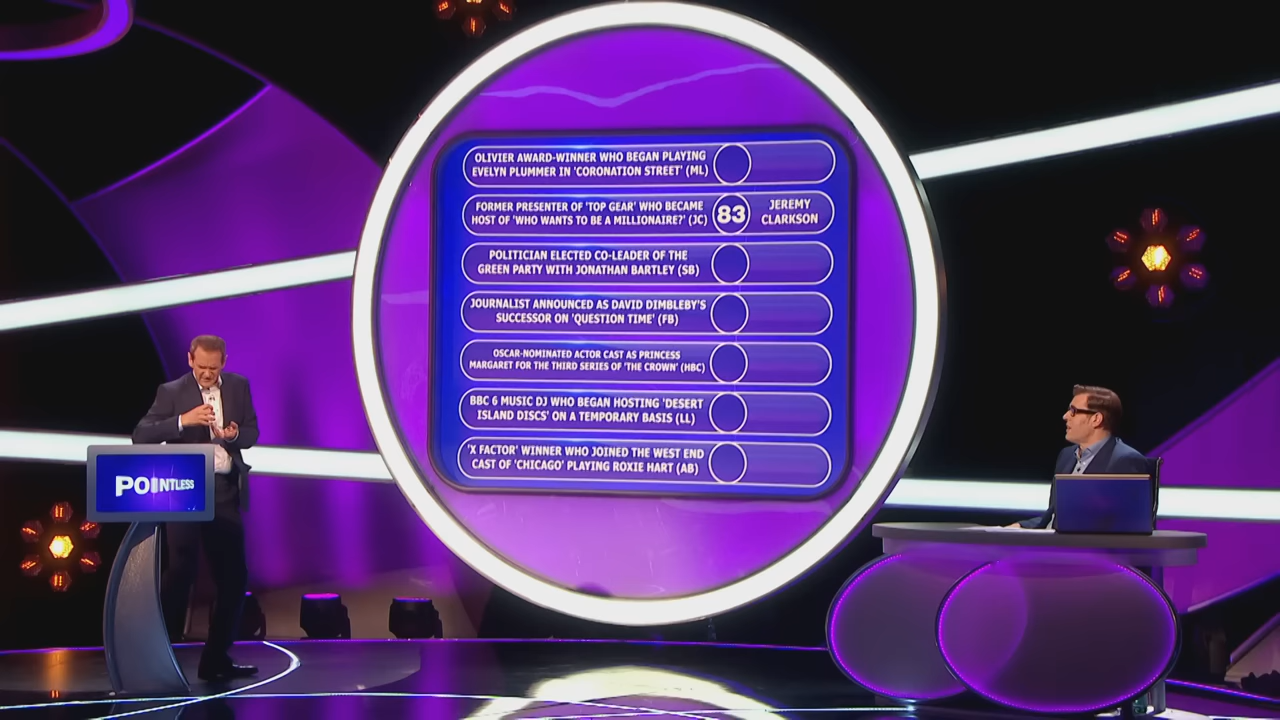 OLIVIER AWARD-WINNER WHO BEGAN PLAYING
EVELYN PLUMMER IN 'CORONATION STREET' (ML)
FORMER PRESENTER OF 'TOP GEAR' WHO BECAME
HOST OF 'WHO WANTS TO BE A MILLIONAIRE?' (JC)
83
JEREMY
CLARKSON
POLITICIAN ELECTED CO-LEADER OF THE
GREEN PARTY WITH JONATHAN BARTLEY (SB)
JOURNALIST ANNOUNCED AS DAVID DIMBLEBY'S
SUCCESSOR ON 'QUESTION TIME' (FB)
OSCAR-NOMINATED ACTOR CAST AS PRINCESS
MARGARET FOR THE THIRD SERIES OF 'THE CROWN' (HBC)
BBC 6 MUSIC DJ WHO BEGAN HOSTING 'DESERT
ISLAND DISCS' ON A TEMPORARY BASIS (LL)
'X FACTOR' WINNER WHO JOINED THE WEST END
CAST OF 'CHICAGO' PLAYING ROXIE HART (AB)
POINTLESS